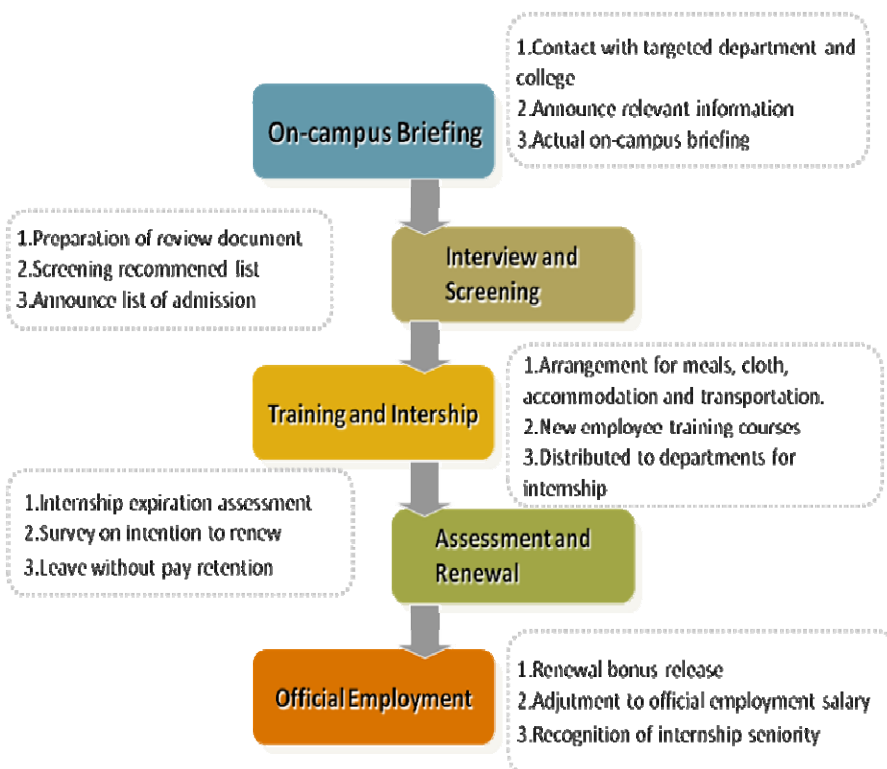 On-campus Briefing
1.Contact with targeted department and
college
2.Announce relevant information
3.Actual on-campus briefing
1.Preparation of review document
2.Screening recommened list
3.Announce list of admission
Interview and
Screening
Training and Intership
1.Arrangement for meals, cloth,
accommodation and transportation.
2.New employee training courses
3.Distributed to departments for
internship
1.Internship expiration assessment
2.Survey on intention to renew
3.Leave without pay retention
Assessment and
Renewal
Official Employment
1.Renewal bonus release
2.Adjutment to official employment salary
3.Recognition of internship seniority